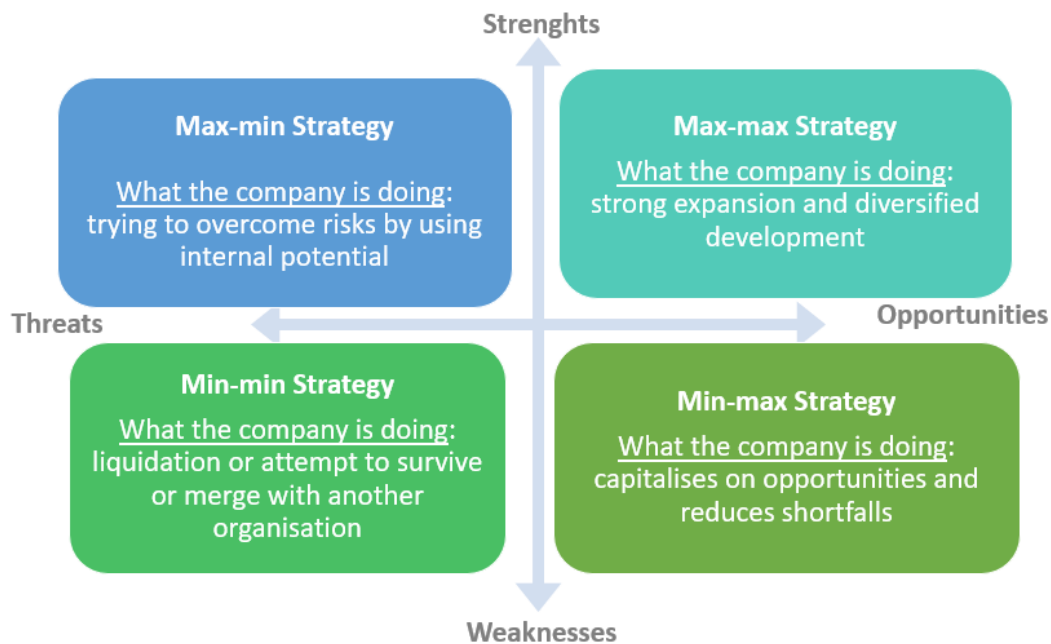 Strenghts
Max-min Strategy
What the company is doing:
trying to overcome risks by using
internal potential
Max-max Strategy
What the company is doing:
strong expansion and diversified
development
Threats
Opportunities
Min-min Strategy
What the company is doing:
liquidation or attempt to survive
or merge with another
organisation
Min-max Strategy
What the company is doing:
capitalises on opportunities and
reduces shortfalls
Weaknesses